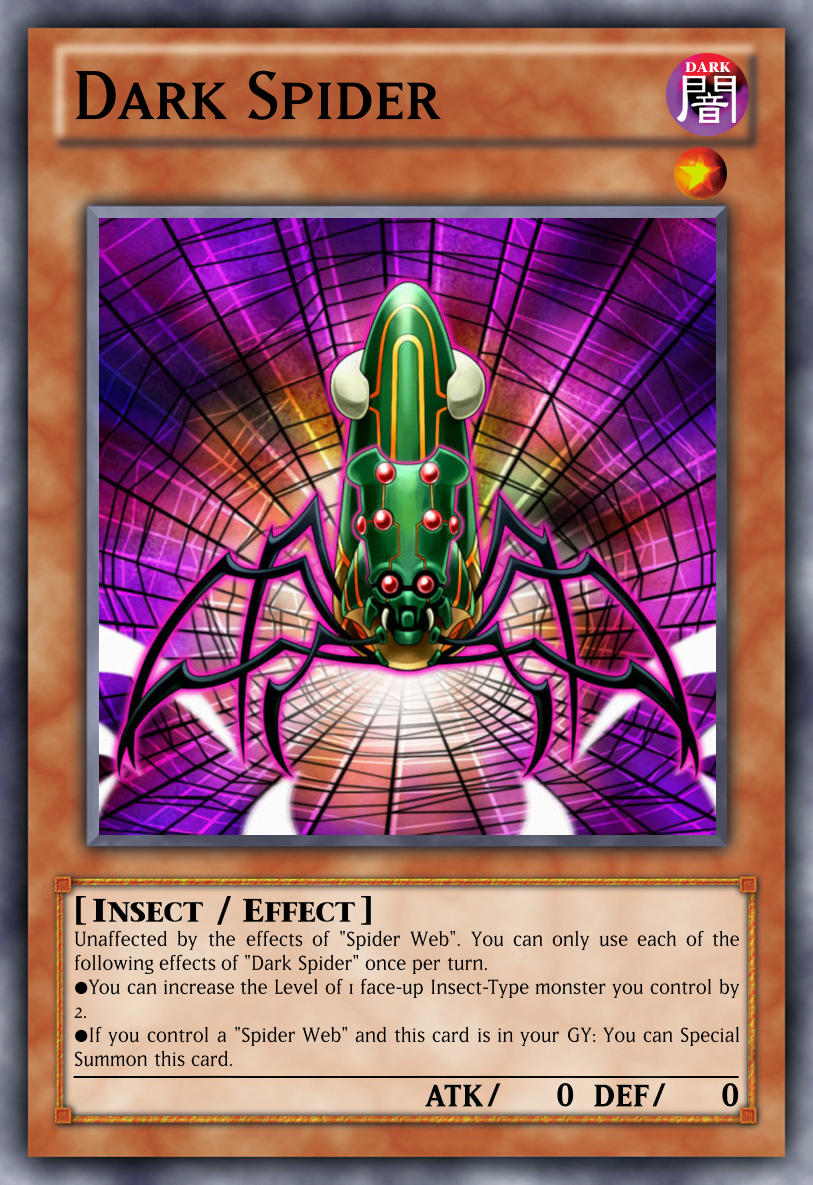 Dark Spider
DARK
闇
[ Insect / Effect ]
Unaffected by the effects of "Spider Web". You can only use each of the
following effects of "Dark Spider" once per turn.
●You can increase the Level of 1 face-up Insect-Type monster you control by
2.
●If you control a "Spider Web" and this card is in your GY: You can Special
Summon this card.
ATK/ 0 DEF/ 0